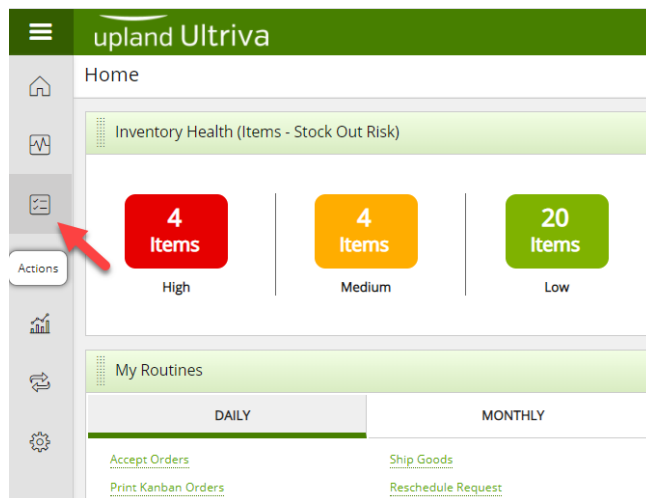 upland Ultriva
Home
Inventory Health (Items - Stock Out Risk)
4 Items
4 Items
20 Items
High
Medium
Low
Actions
My Routines
DAILY
MONTHLY
Accept Orders
Ship Goods
Print Kanban Orders
Reschedule Request